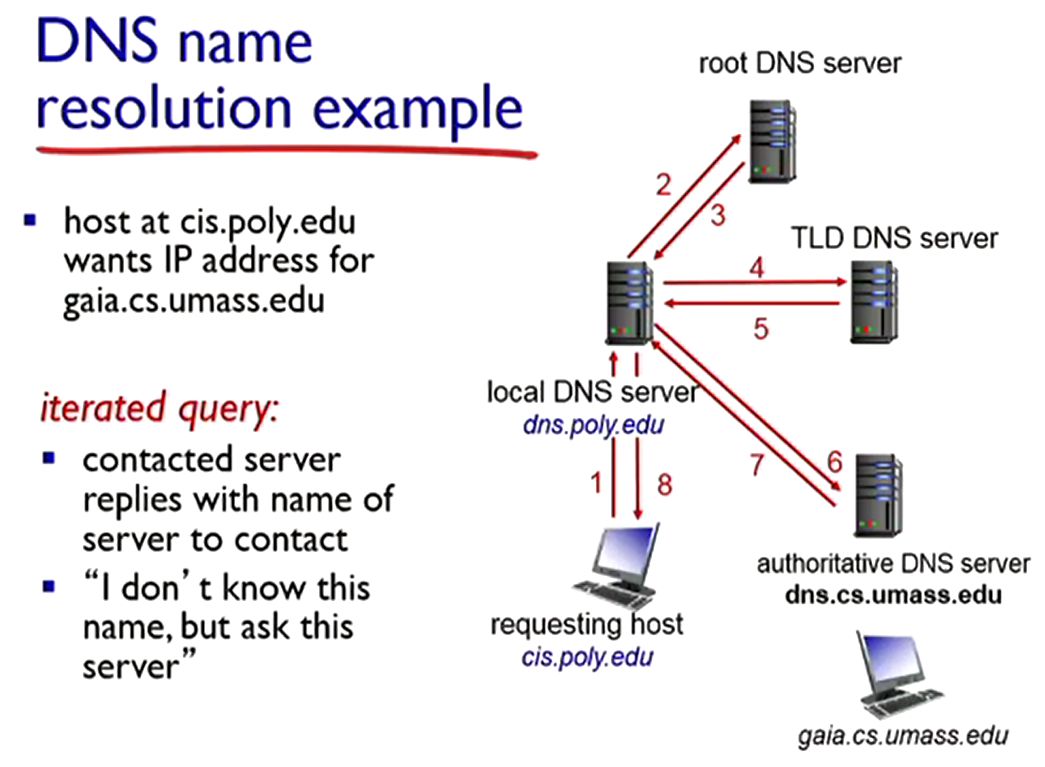 DNS name
resolution example
host at cis.poly.edu
wants IP address for
gaia.cs.umass.edu
iterated query:
contacted server
replies with name of
server to contact
“I don’t know this
name, but ask this
server”
root DNS server
2
3
TLD DNS server
4
5
local DNS server
dns.poly.edu
1
8
7
6
requesting host
cis.poly.edu
authoritative DNS server
dns.cs.umass.edu
gaia.cs.umass.edu